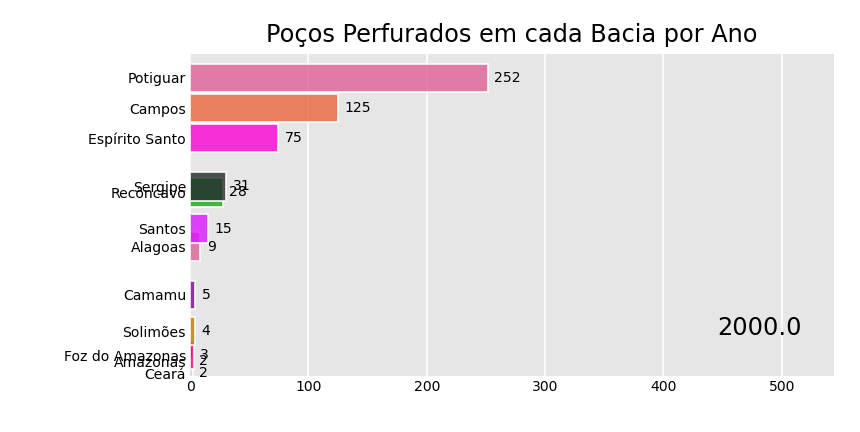 Poços Perfurados em cada Bacia por Ano
Potiguar 252
Campos 125
Espírito Santo 75
Sergipe 31
Recôncavo 28
Santos 15
Alagoas 9
Camamu 5
Solimões 4
2000.0
Foz do Amazonas 3
Amazonas 2
Ceará 2
0 100 200 300 400 500